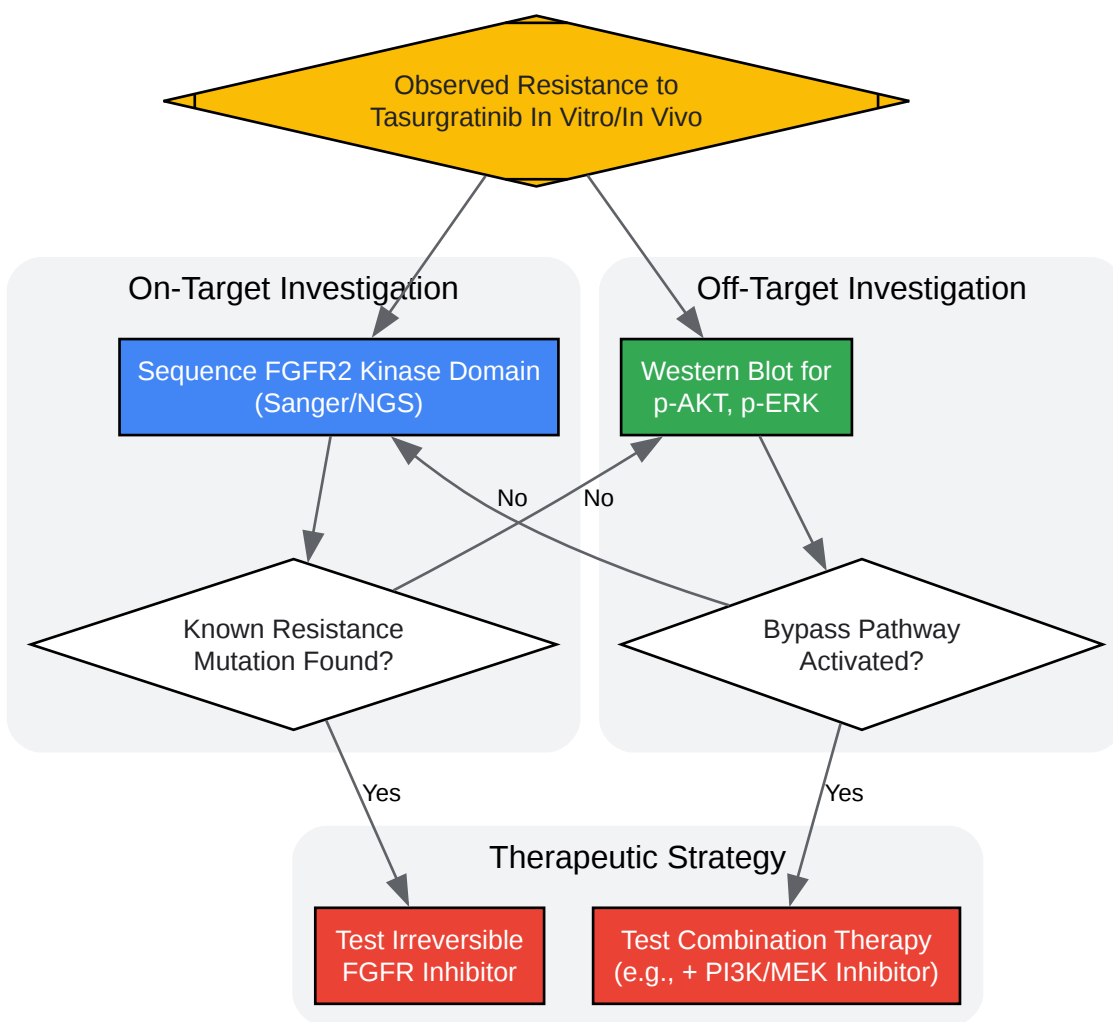 Observed Resistance to
Tasurgratinib In Vitro/In Vivo
On-Target Investigation
Off-Target Investigation
Sequence FGFR2 Kinase Domain
(Sanger/NGS)
Western Blot for
p-AKT, p-ERK
No
No
Known Resistance
Mutation Found?
Bypass Pathway
Activated?
Yes
Yes
Therapeutic Strategy
Test Irreversible
FGFR Inhibitor
Test Combination Therapy
(e.g., + PI3K/MEK Inhibitor)